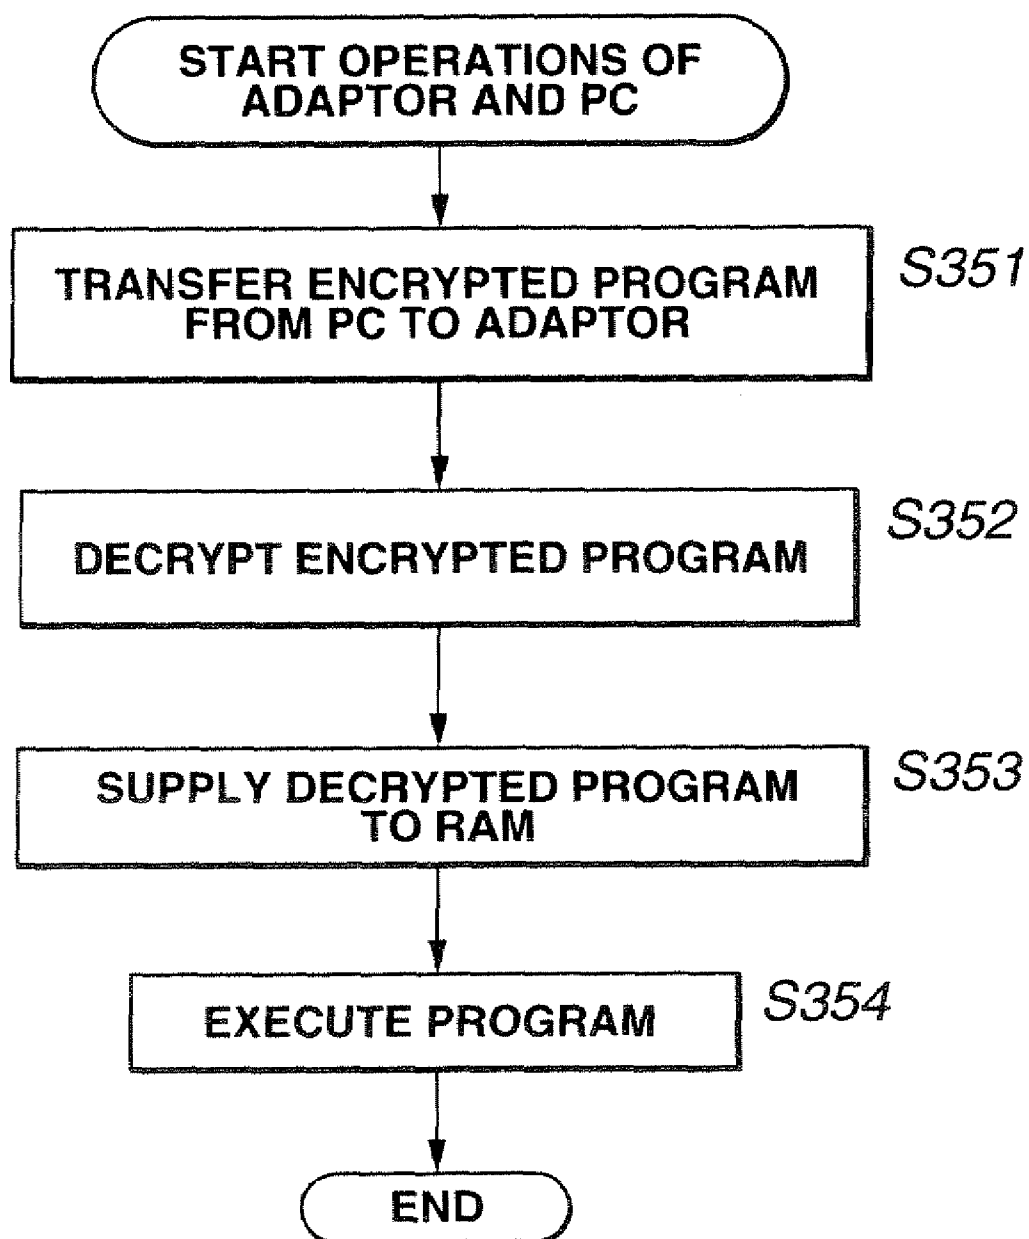 START OPERATIONS OF
ADAPTOR AND PC
TRANSFER ENCRYPTED PROGRAM
FROM PC TO ADAPTOR
S351
DECRYPT ENCRYPTED PROGRAM
S352
SUPPLY DECRYPTED PROGRAM
TO RAM
S353
EXECUTE PROGRAM
S354
END